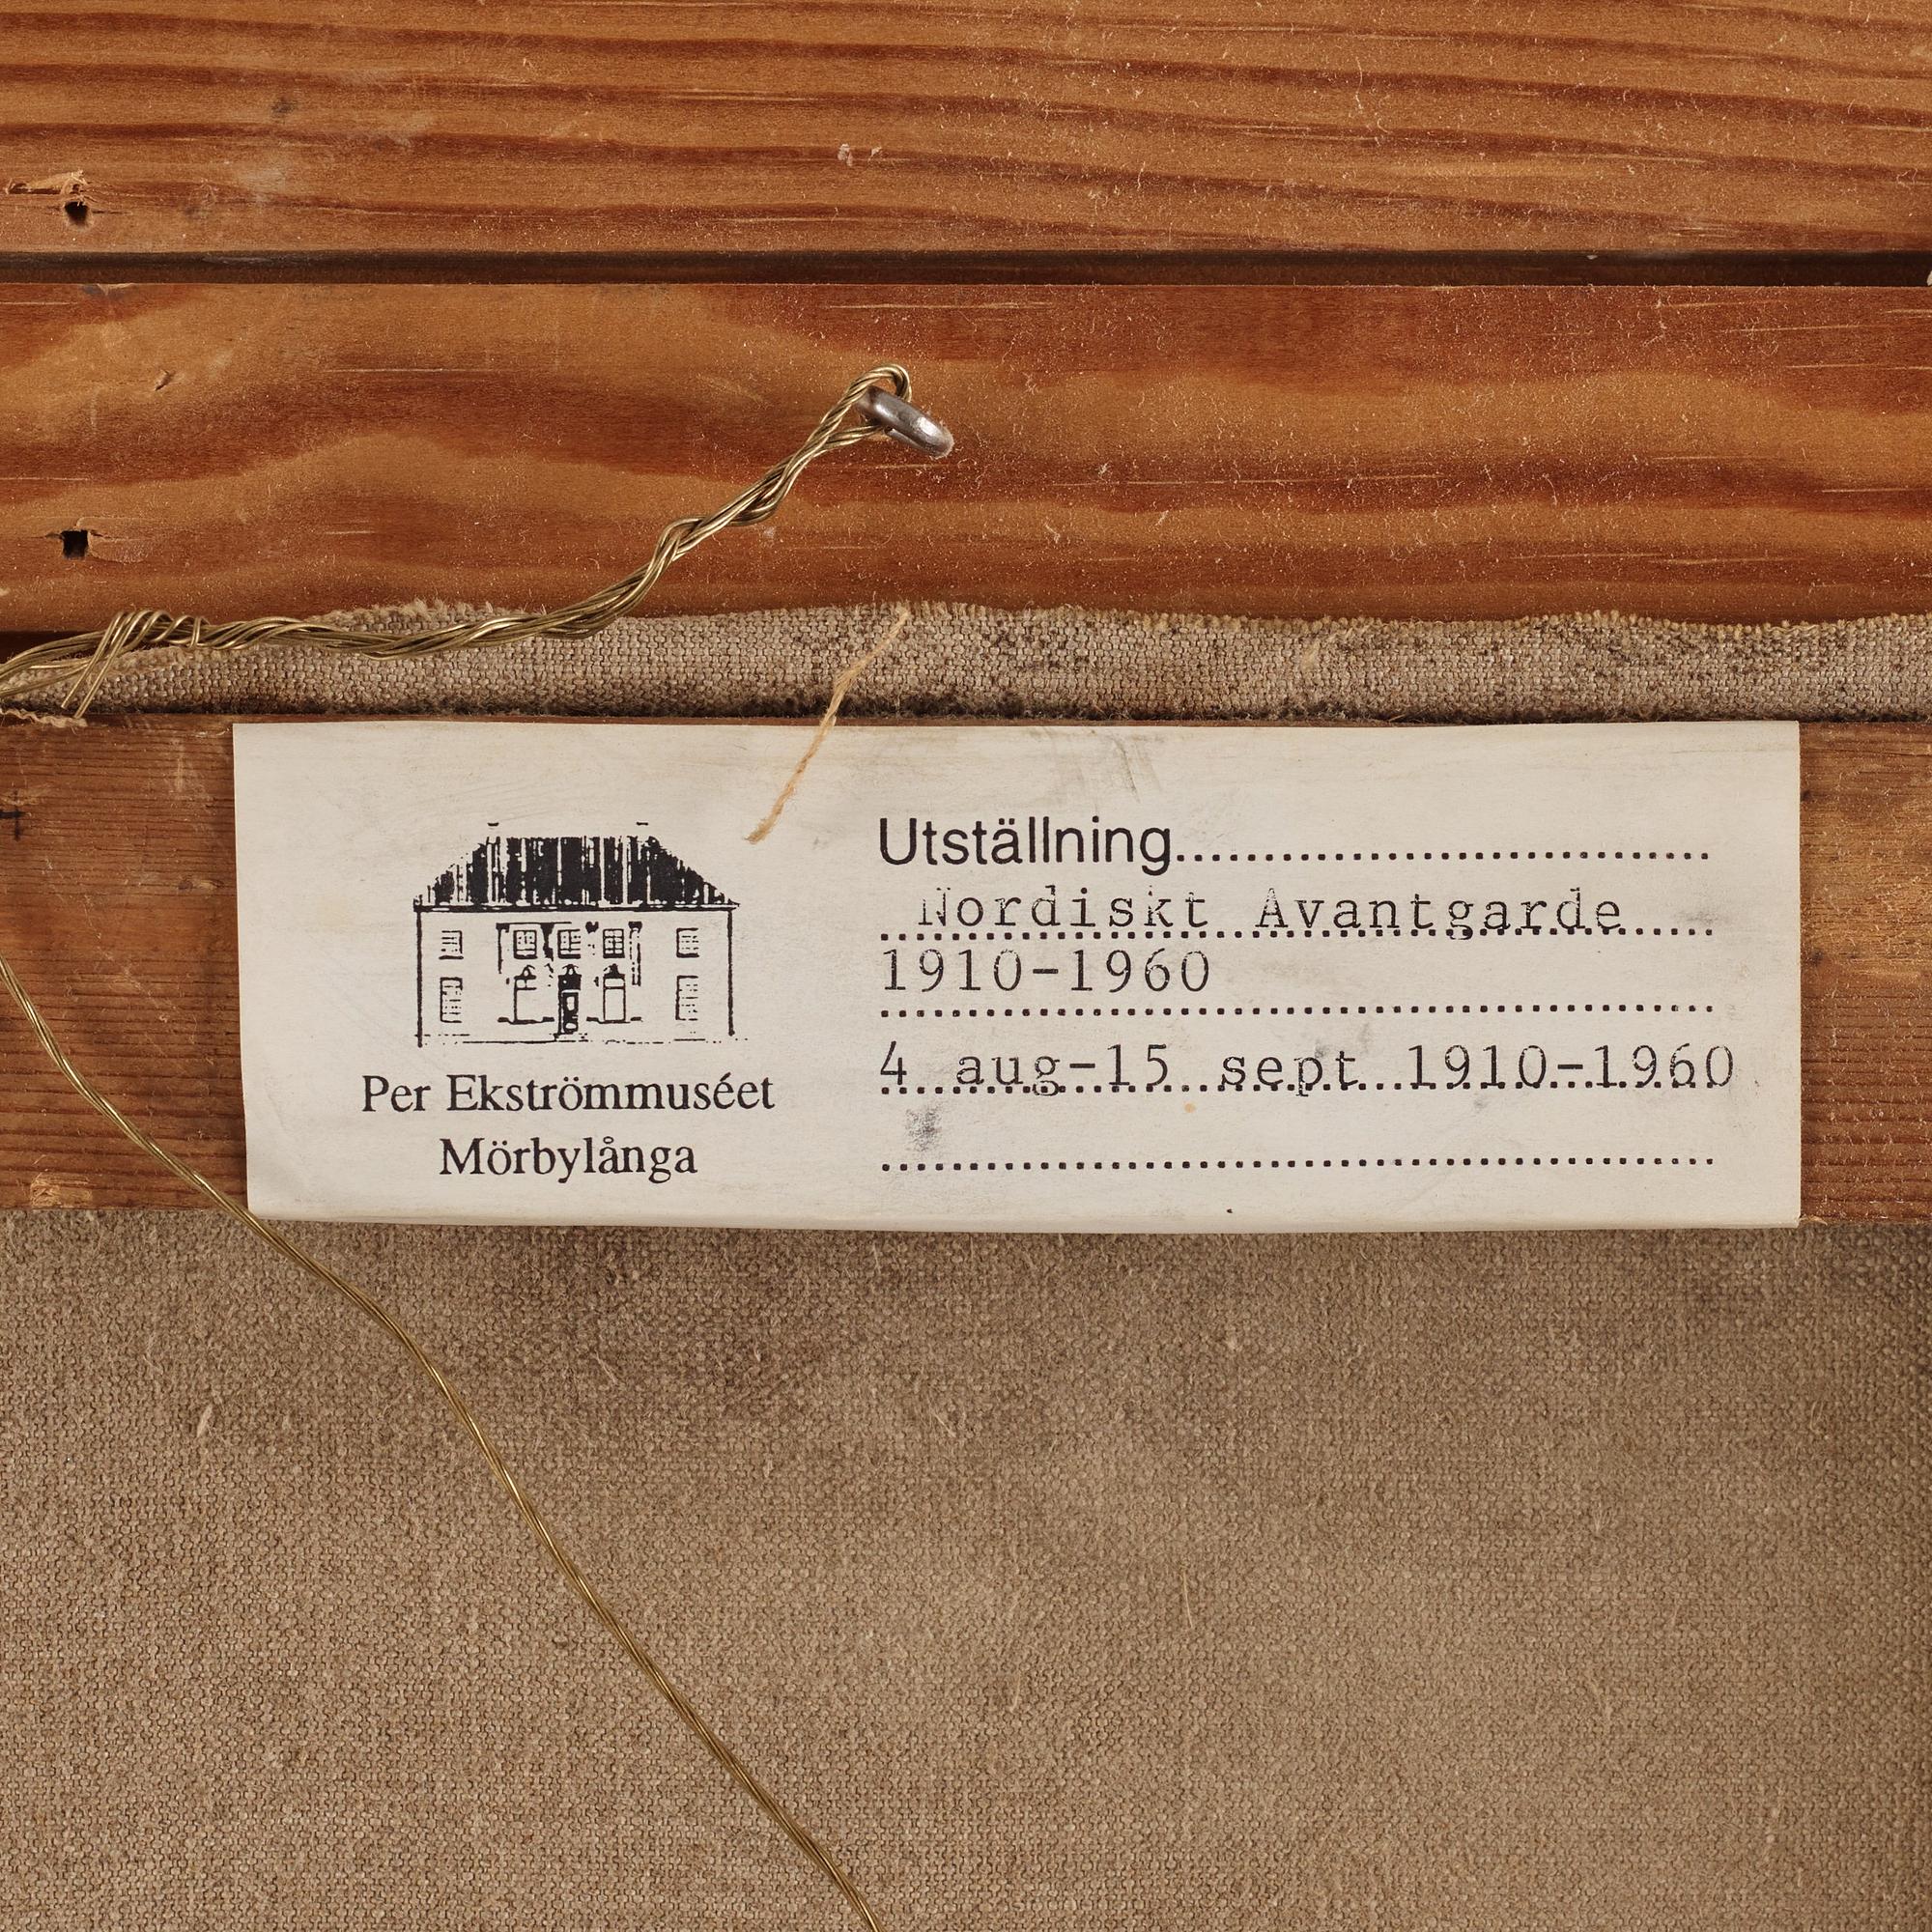 Per Ekströmmuséet
Mörbylånga
Utställning
Nordiskt Avantgarde
1910-1960
4 aug-15 sept 1910-1960